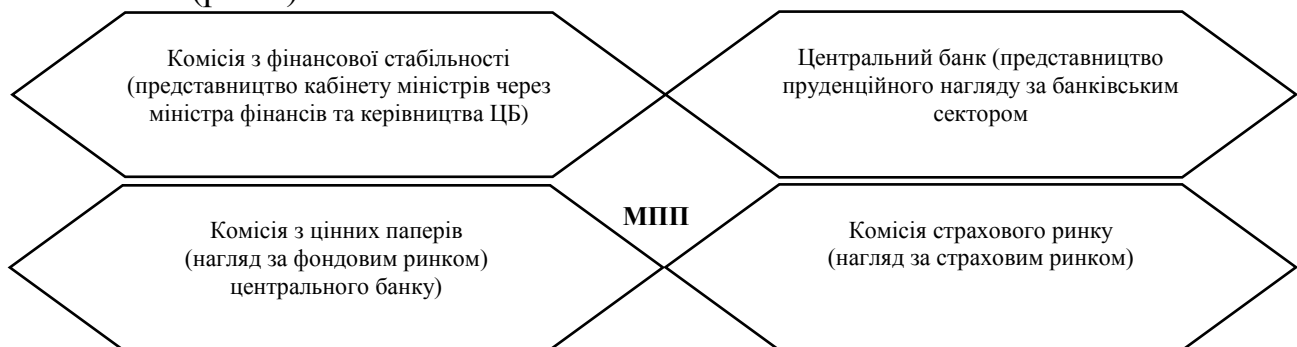 Комісія з фінансової стабільності
(представництво кабінету міністрів через
міністра фінансів та керівництва ЦБ)
Центральний банк (представництво
пруденційного нагляду за банківським
сектором
МПП
Комісія з цінних паперів
(нагляд за фондовим ринком)
центрального банку)
Комісія страхового ринку
(нагляд за страховим ринком)